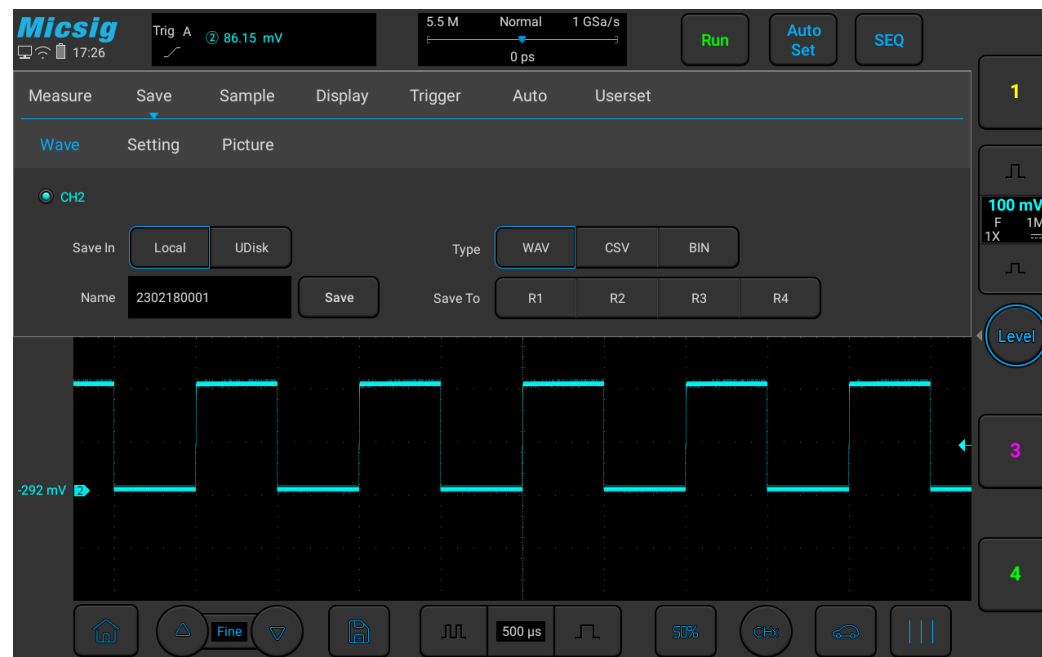 Micsig
17:26
Trig A ② 86.15 mV
5.5 M Normal 1 GSa/s
0 ps
Run
Auto Set
SEQ
Measure Save Sample Display Trigger Auto Userset
Wave Setting Picture
CH2
Save In Local UDisk Type WAV CSV BIN
Name 2302180001 Save Save To R1 R2 R3 R4
1
100 mV
F 1M
1X
Level
-292 mV 2
3
4
Fine
500 µs
50%
CHx